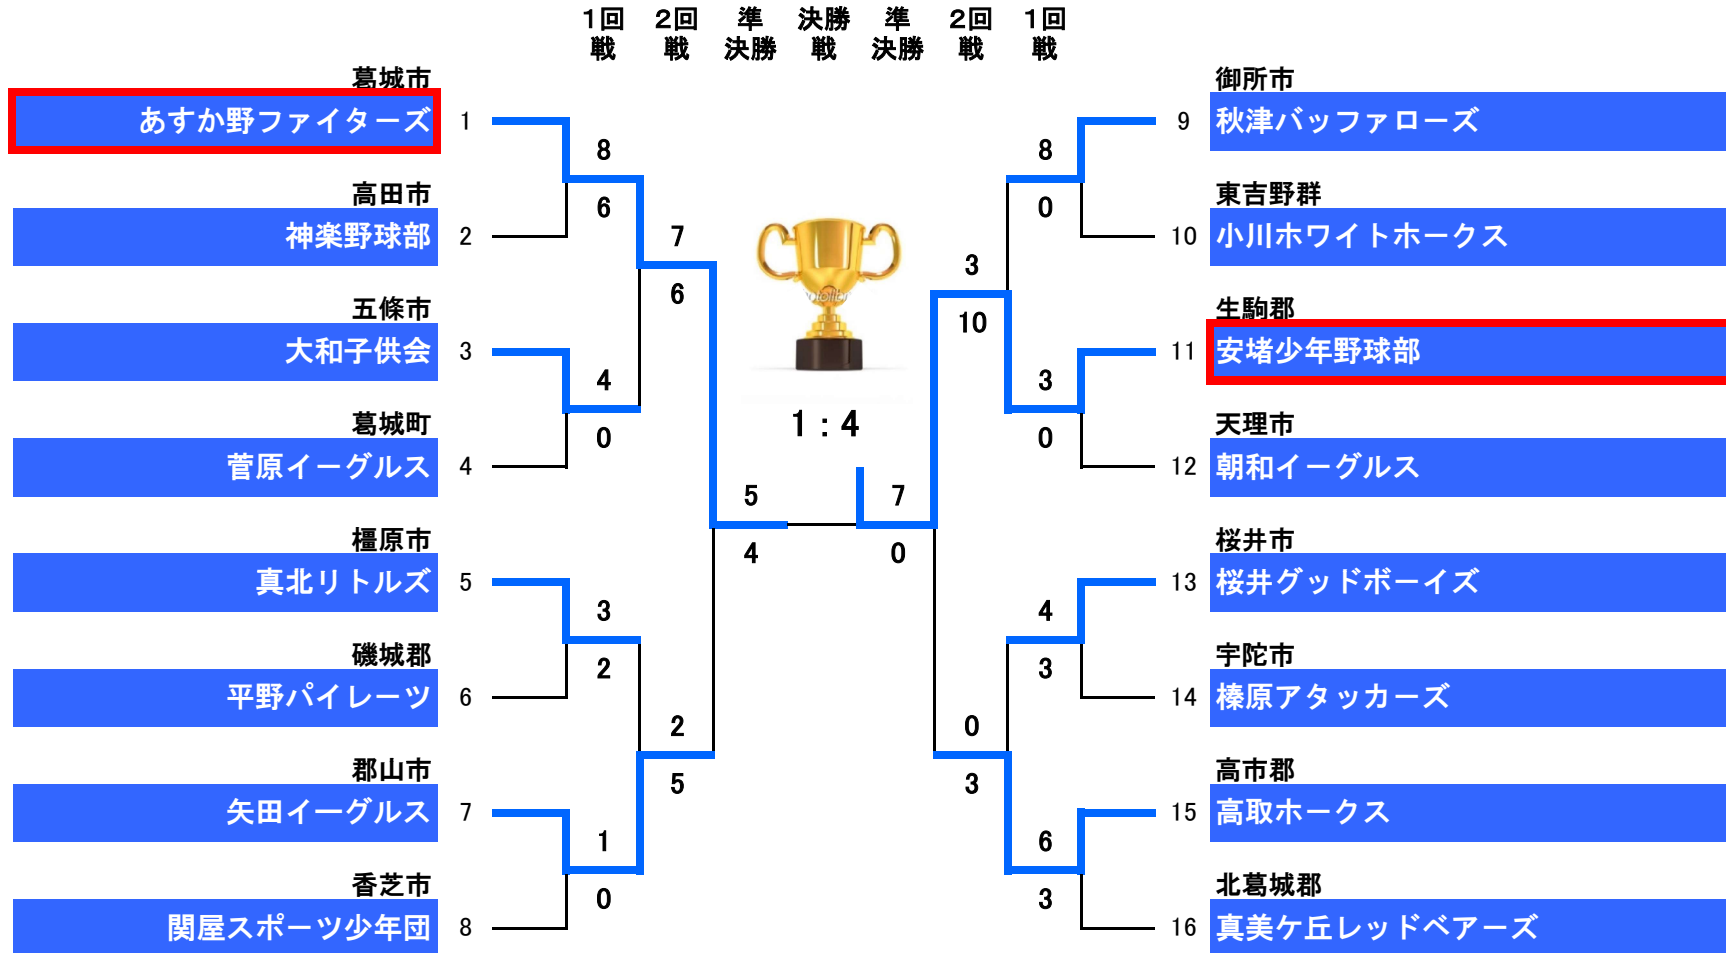 1回戦
2回戦
準決勝
決勝戦
準決勝
2回戦
1回戦
葛城市
あすか野ファイターズ 1
高田市
神楽野球部 2
五條市
大和子供会 3
葛城町
菅原イーグルス 4
橿原市
真北リトルズ 5
磯城郡
平野パイレーツ 6
郡山市
矢田イーグルス 7
香芝市
関屋スポーツ少年団 8
8
6
4
0
3
2
1
0
7
6
2
5
5
4
1 : 4
7
0
3
10
0
3
8
0
3
0
4
3
6
3
御所市
9 秋津バッファローズ
東吉野群
10 小川ホワイトホークス
生駒郡
11 安堵少年野球部
天理市
12 朝和イーグルス
桜井市
13 桜井グッドボーイズ
宇陀市
14 榛原アタッカーズ
高市郡
15 高取ホークス
北葛城郡
16 真美ケ丘レッドベアーズ